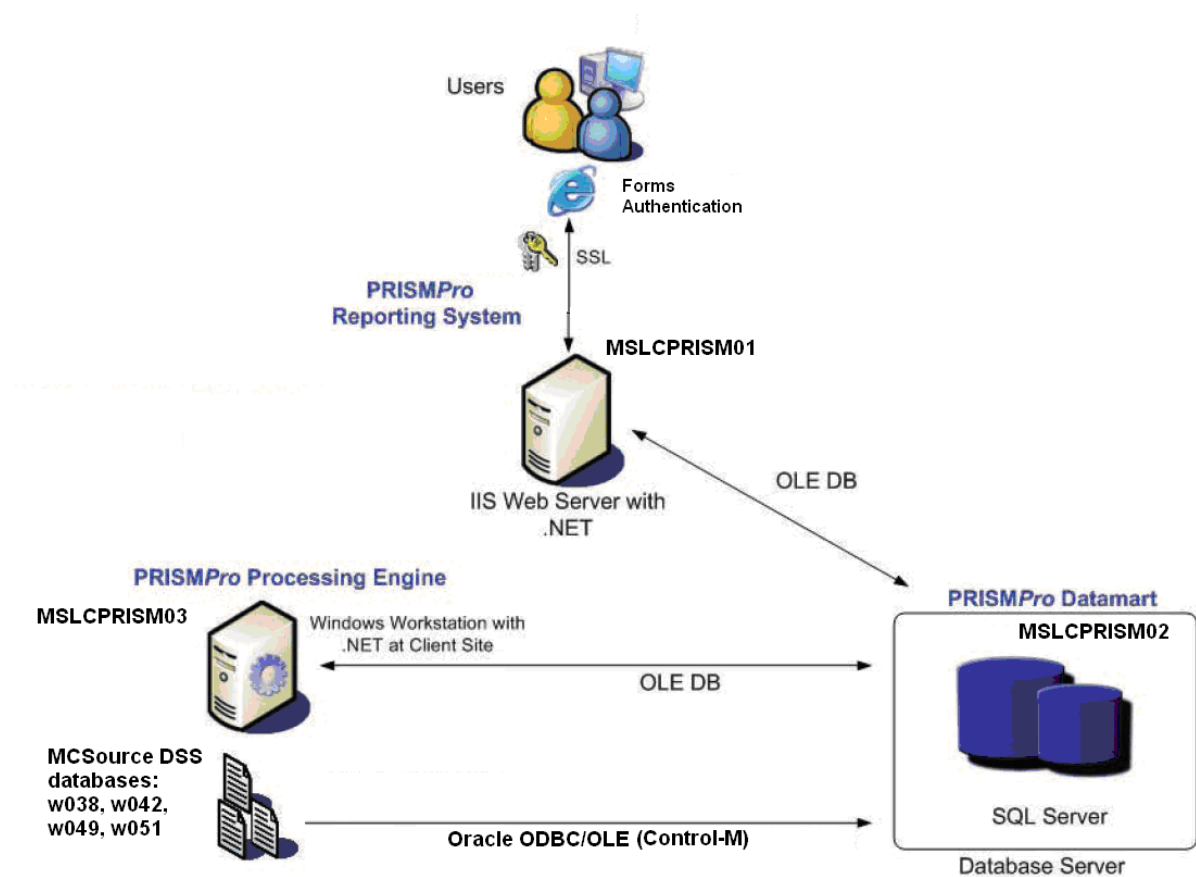 Users
Forms
Authentication
SSL
PRISMPro
Reporting System
MSLCPRISM01
IIS Web Server with
.NET
OLE DB
PRISMPro Processing Engine
MSLCPRISM03
Windows Workstation with
.NET at Client Site
OLE DB
PRISMPro Datamart
MSLCPRISM02
SQL Server
Database Server
MCSource DSS
databases:
w038, w042,
w049, w051
Oracle ODBC/OLE (Control-M)